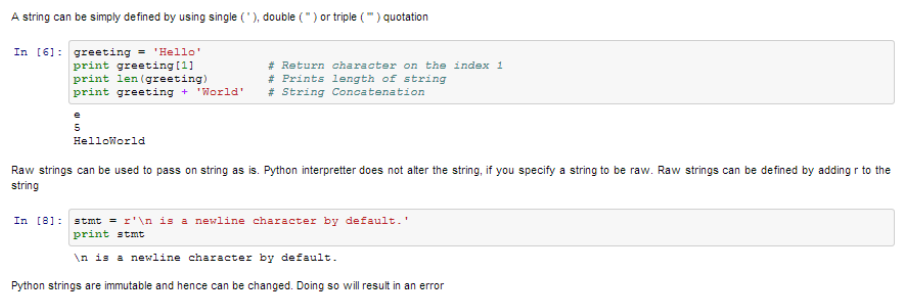 A string can be simply defined by using single ( ' ), double ( " ) or triple ( ''' ) quotation
In [6]: greeting = 'Hello'
print greeting[1] # Return character on the index 1
print len(greeting) # Prints length of string
print greeting + 'World' # String Concatenation
e
5
HelloWorld
Raw strings can be used to pass on string as is. Python interpretter does not alter the string, if you specify a string to be raw. Raw strings can be defined by adding r to the
string
In [8]: stmt = r'\n is a newline character by default.'
print stmt
\n is a newline character by default.
Python strings are immutable and hence can be changed. Doing so will result in an error